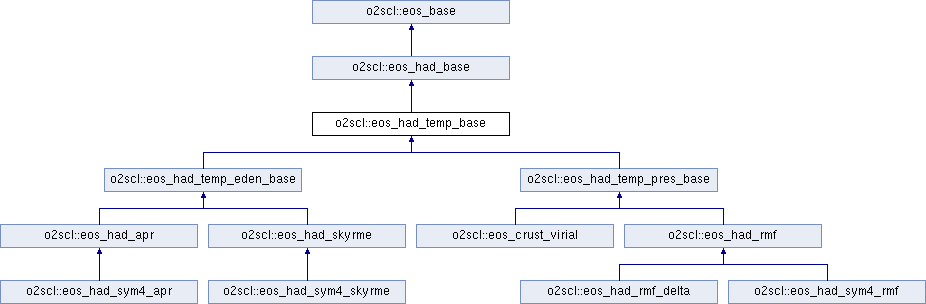 o2scl::eos_base
o2scl::eos_had_base
o2scl::eos_had_temp_base
o2scl::eos_had_temp_eden_base
o2scl::eos_had_temp_pres_base
o2scl::eos_had_apr
o2scl::eos_had_skyrme
o2scl::eos_crust_virial
o2scl::eos_had_rmf
o2scl::eos_had_sym4_apr
o2scl::eos_had_sym4_skyrme
o2scl::eos_had_rmf_delta
o2scl::eos_had_sym4_rmf